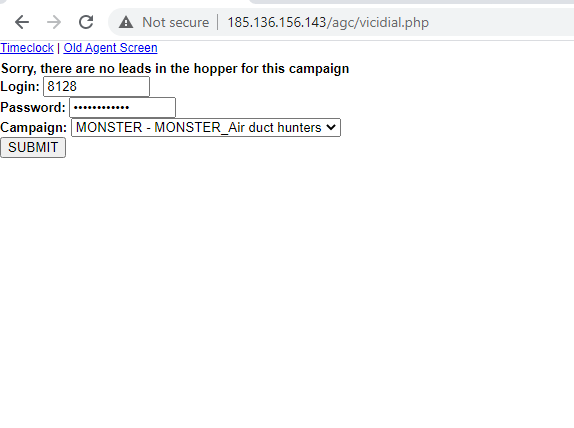 Not secure | 185.136.156.143/agc/vicidial.php
Timeclock | Old Agent Screen
Sorry, there are no leads in the hopper for this campaign
Login: 8128
Password: ••••••••••••
Campaign: MONSTER - MONSTER_Air duct hunters
SUBMIT